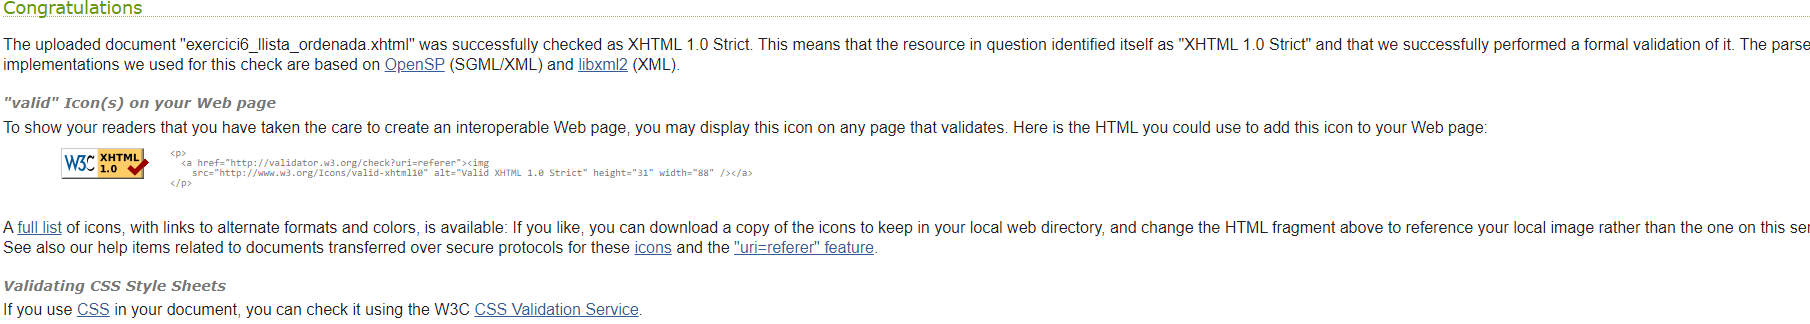 Congratulations
The uploaded document "exercici6_llista_ordenada.xhtml" was successfully checked as XHTML 1.0 Strict. This means that the resource in question identified itself as "XHTML 1.0 Strict" and that we successfully performed a formal validation of it. The parse
implementations we used for this check are based on OpenSP (SGML/XML) and libxml2 (XML).
"valid" Icon(s) on your Web page
To show your readers that you have taken the care to create an interoperable Web page, you may display this icon on any page that validates. Here is the HTML you could use to add this icon to your Web page:
W3C XHTML 1.0
<p>
<a href="http://validator.w3.org/check?uri=referer"><img
src="http://www.w3.org/Icons/valid-xhtml10" alt="Valid XHTML 1.0 Strict" height="31" width="88" /></a>
</p>
A full list of icons, with links to alternate formats and colors, is available: If you like, you can download a copy of the icons to keep in your local web directory, and change the HTML fragment above to reference your local image rather than the one on this ser
See also our help items related to documents transferred over secure protocols for these icons and the "uri=referer" feature.
Validating CSS Style Sheets
If you use CSS in your document, you can check it using the W3C CSS Validation Service.